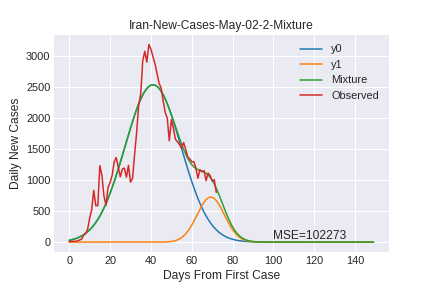 Iran-New-Cases-May-02-2-Mixture
3000
2500
2000
1500
1000
500
0
Daily New Cases
y0
y1
Mixture
Observed
MSE=102273
0 20 40 60 80 100 120 140
Days From First Case